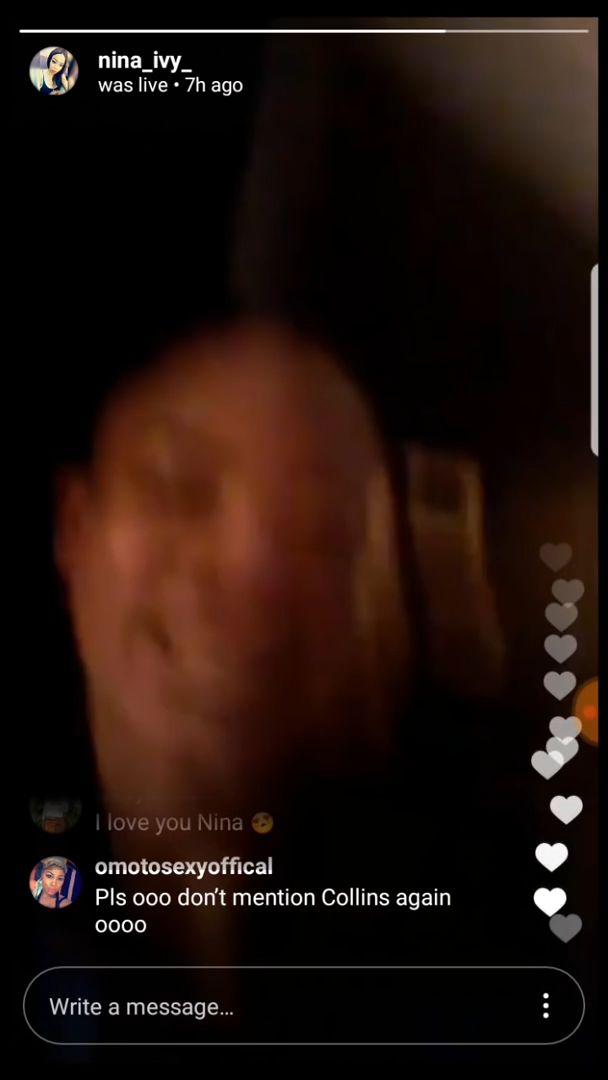 nina_ivy_
was live • 7h ago
I love you Nina
omotosexyoffical
Pls ooo don’t mention Collins again
oooo
Write a message...